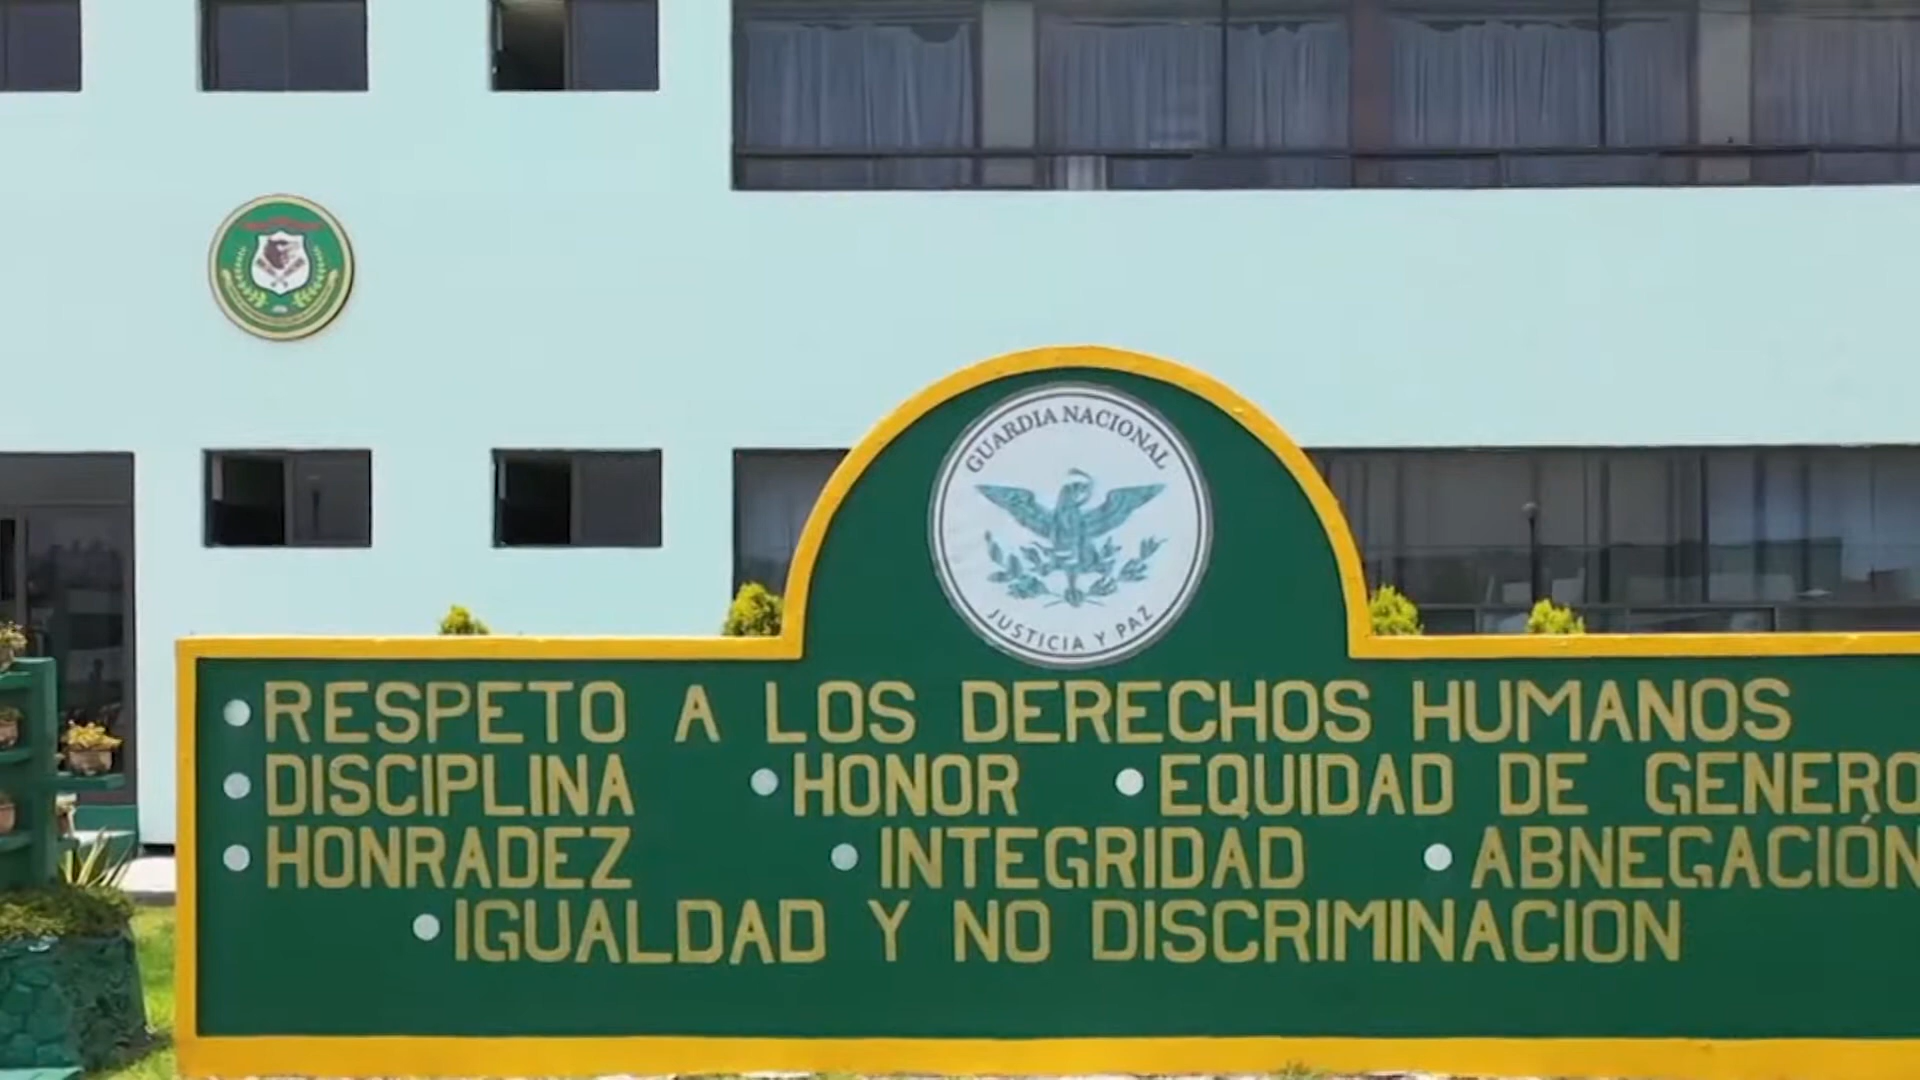 GUARDIA NACIONAL
JUSTICIA Y PAZ
• RESPETO A LOS DERECHOS HUMANOS
• DISCIPLINA • HONOR • EQUIDAD DE GENERO
• HONRADEZ • INTEGRIDAD • ABNEGACIÓN
• IGUALDAD Y NO DISCRIMINACION